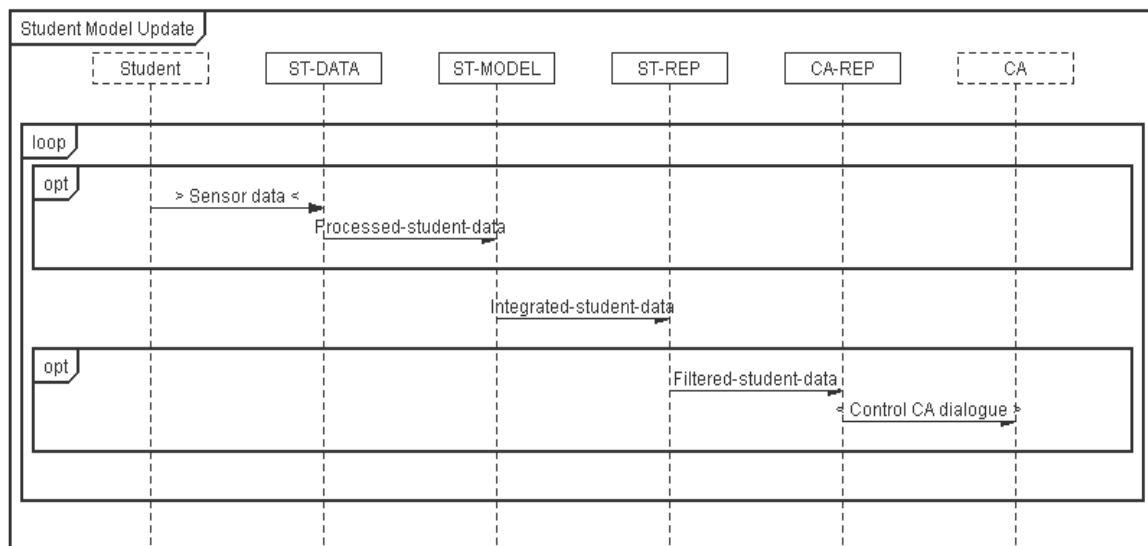 Student Model Update
Student ST-DATA ST-MODEL ST-REP CA-REP CA
loop
opt
> Sensor data <
Processed-student-data
Integrated-student-data
opt
Filtered-student-data
< Control CA dialogue >